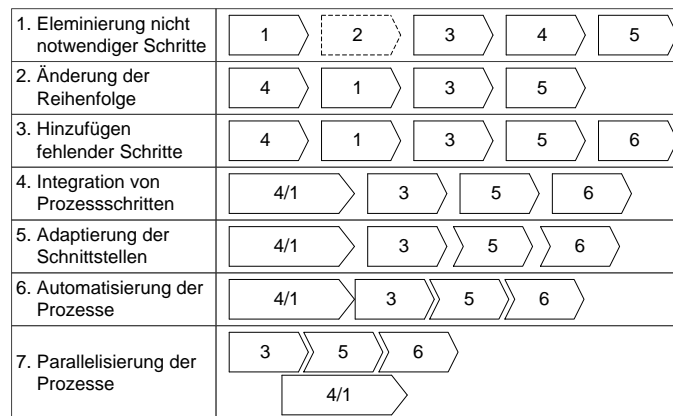 1. Eleminierung nicht
notwendiger Schritte
1 2 3 4 5
2. Änderung der
Reihenfolge
4 1 3 5
3. Hinzufügen
fehlender Schritte
4 1 3 5 6
4. Integration von
Prozessschritten
4/1 3 5 6
5. Adaptierung der
Schnittstellen
4/1 3 5 6
6. Automatisierung der
Prozesse
4/1 3 5 6
7. Parallelisierung der
Prozesse
3 5 6
4/1